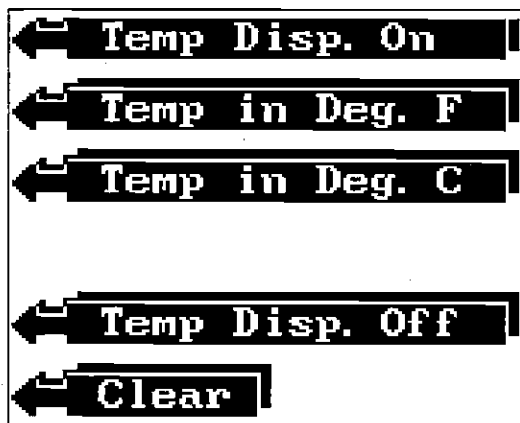 Temp Disp. On
Temp in Deg. F
Temp in Deg. C
Temp Disp. Off
Clear